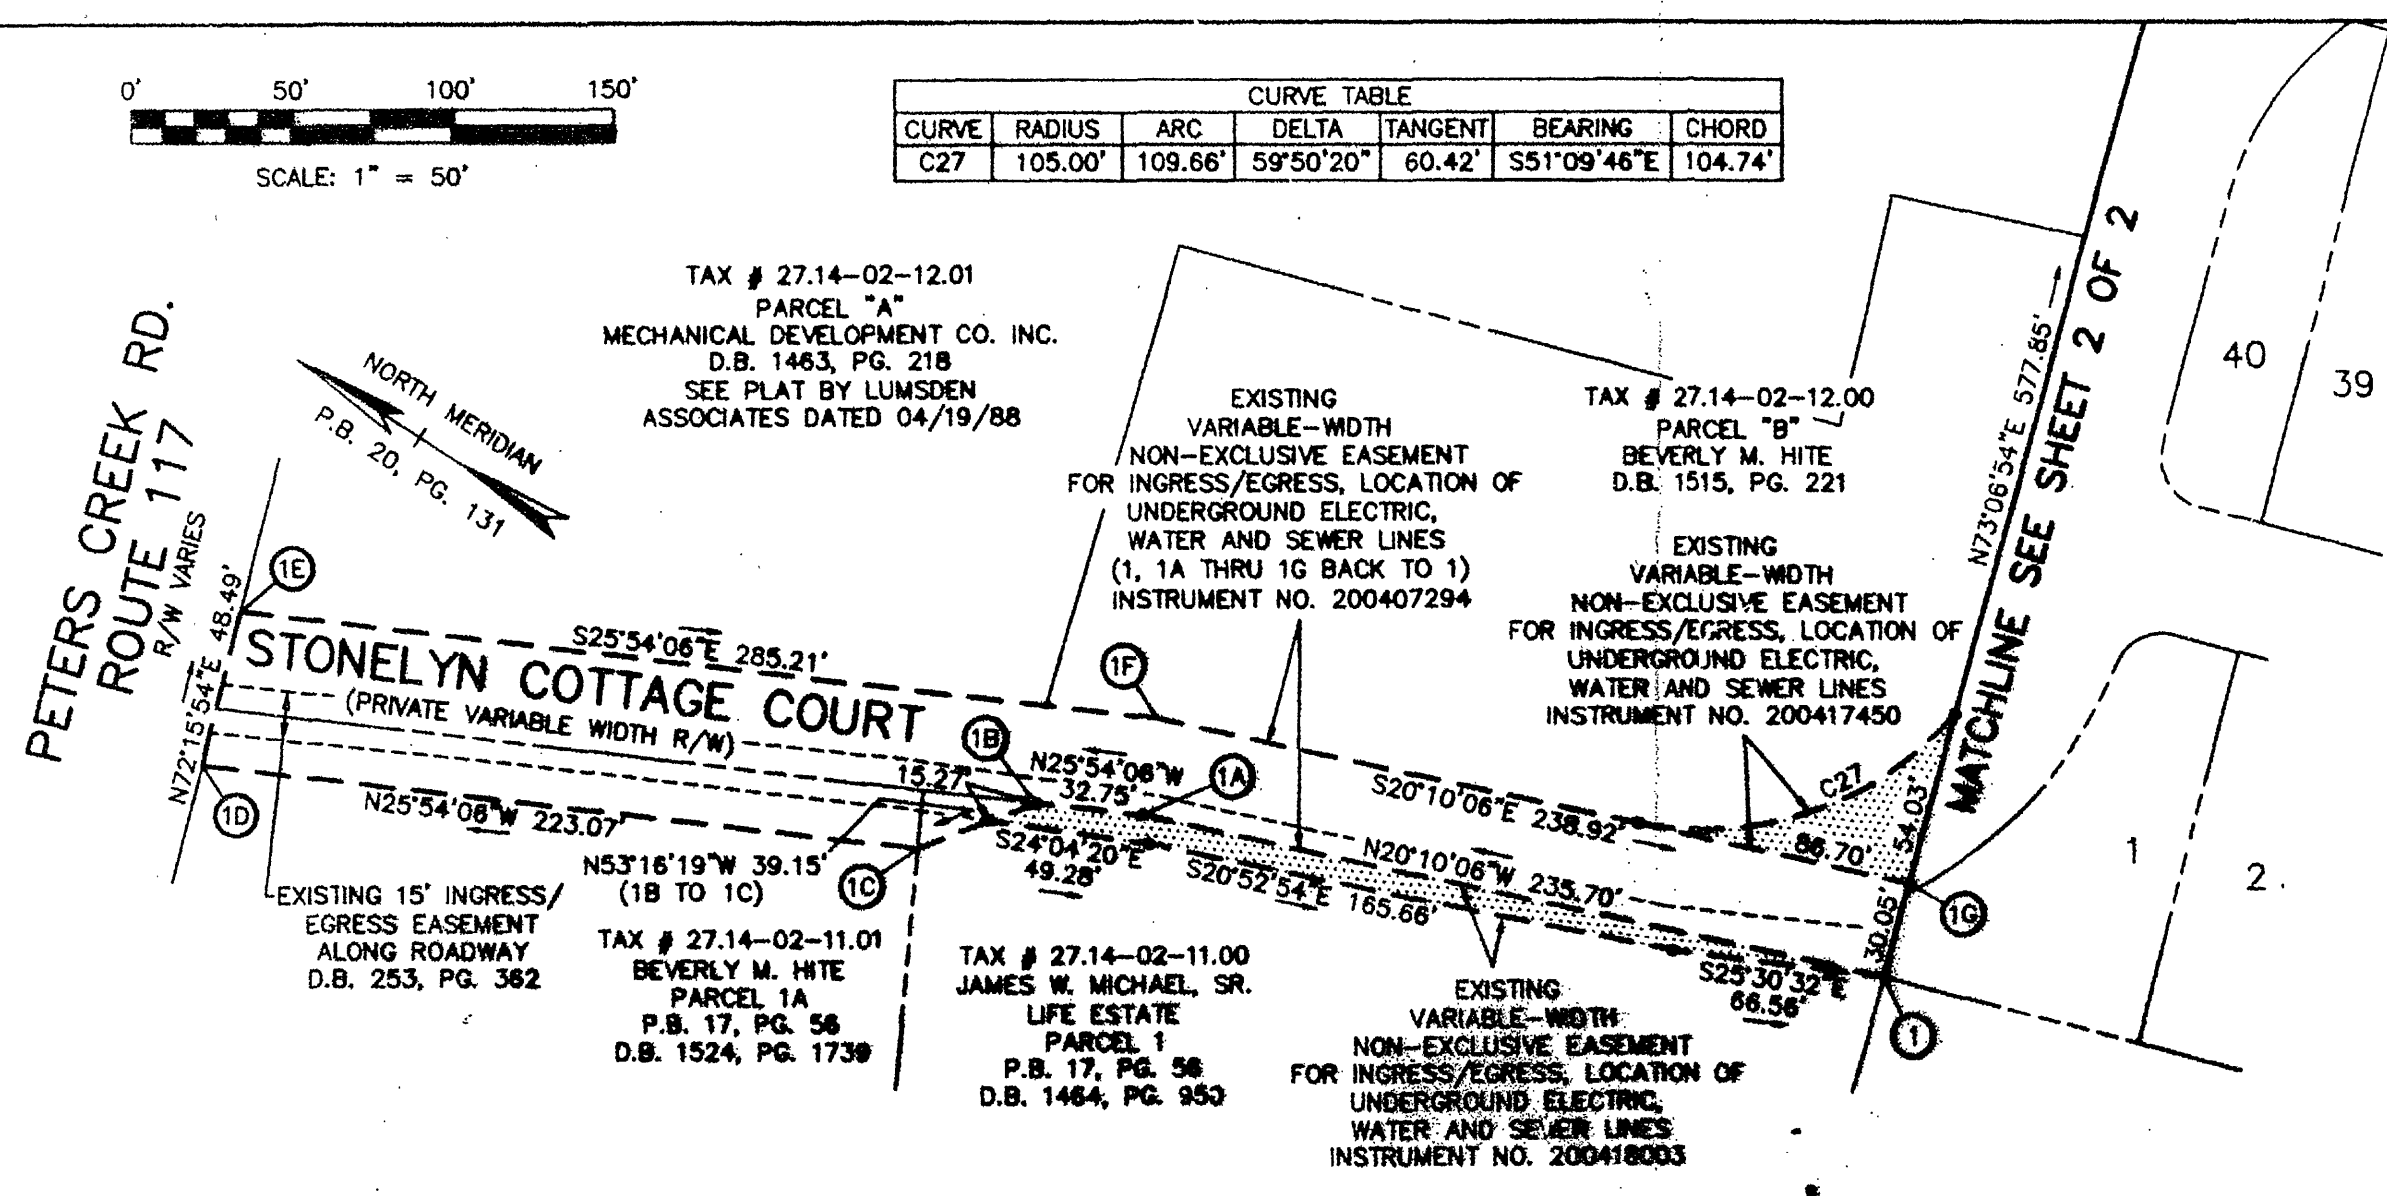 0' 50' 100' 150'
SCALE: 1" = 50'
CURVE TABLE
CURVE RADIUS ARC DELTA TANGENT BEARING CHORD
C27 105.00' 109.66' 59°50'20" 60.42' S51°09'46"E 104.74'
TAX # 27.14-02-12.01
PARCEL "A"
MECHANICAL DEVELOPMENT CO. INC.
D.B. 1463, PG. 218
SEE PLAT BY LUMSDEN
ASSOCIATES DATED 04/19/88
NORTH MERIDIAN
P.B. 20, PG. 131
PETERS CREEK RD.
ROUTE 117
R/W VARIES
N72°15'54"E 48.49'
1E
1D
EXISTING
VARIABLE-WIDTH
NON-EXCLUSIVE EASEMENT
FOR INGRESS/EGRESS, LOCATION OF
UNDERGROUND ELECTRIC,
WATER AND SEWER LINES
(1, 1A THRU 1G BACK TO 1)
INSTRUMENT NO. 200407294
TAX # 27.14-02-12.00
PARCEL "B"
BEVERLY M. HITE
D.B. 1515, PG. 221
EXISTING
VARIABLE-WIDTH
NON-EXCLUSIVE EASEMENT
FOR INGRESS/EGRESS, LOCATION OF
UNDERGROUND ELECTRIC,
WATER AND SEWER LINES
INSTRUMENT NO. 200417450
N73°06'54"E 577.85'
MATCHLINE SEE SHEET 2 OF 2
40
39
1
2
S25°54'06"E 285.21'
STONELYN COTTAGE COURT
(PRIVATE VARIABLE WIDTH R/W)
1F
1B
1A
N25°54'06"W
32.75'
15.27'
S20°10'06"E 238.92'
C27
86.70'
54.03'
N25°54'06"W 223.07'
N53°16'19"W 39.15'
(1B TO 1C)
1C
S24°04'20"E
49.28'
S20°52'54"E 165.66'
N20°10'06"W 235.70'
30.05'
1G
S25°30'32"E
66.56'
1
EXISTING 15' INGRESS/
EGRESS EASEMENT
ALONG ROADWAY
D.B. 253, PG. 362
TAX # 27.14-02-11.01
BEVERLY M. HITE
PARCEL 1A
P.B. 17, PG. 56
D.B. 1524, PG. 1739
TAX # 27.14-02-11.00
JAMES W. MICHAEL, SR.
LIFE ESTATE
PARCEL 1
P.B. 17, PG. 56
D.B. 1464, PG. 950
EXISTING
VARIABLE-WIDTH
NON-EXCLUSIVE EASEMENT
FOR INGRESS/EGRESS, LOCATION OF
UNDERGROUND ELECTRIC,
WATER AND SEWER LINES
INSTRUMENT NO. 200418003